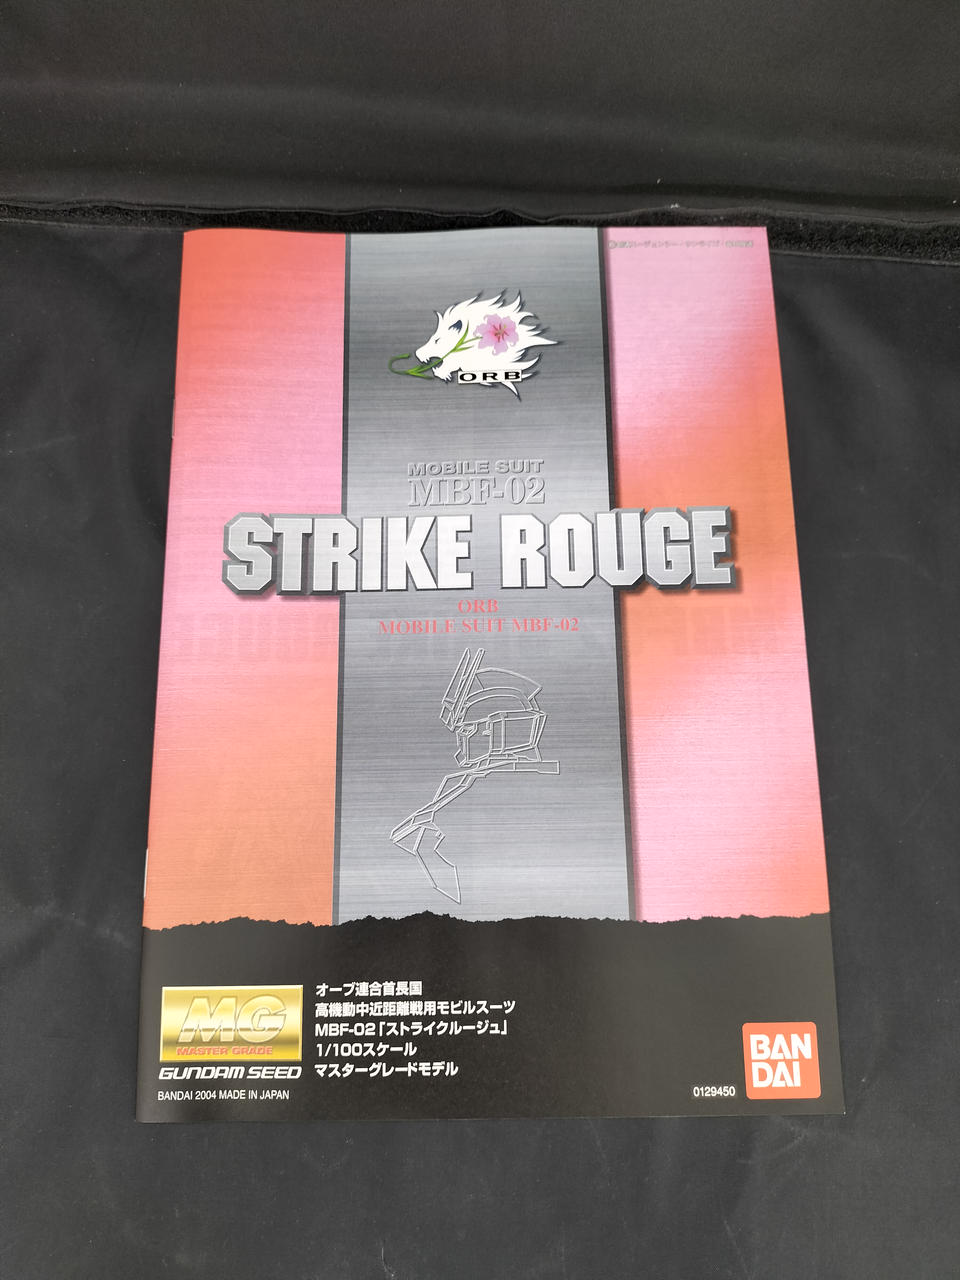 ORB
MOBILE SUIT
MBF-02
STRIKE ROUGE
ORB
MOBILE SUIT MBF-02
MG
MASTER GRADE
GUNDAM SEED
BANDAI 2004 MADE IN JAPAN
オーブ連合首長国
高機動中近距離戦用モビルスーツ
MBF-02「ストライクルージュ」
1/100スケール
マスターグレードモデル
0129450
BAN
DAI